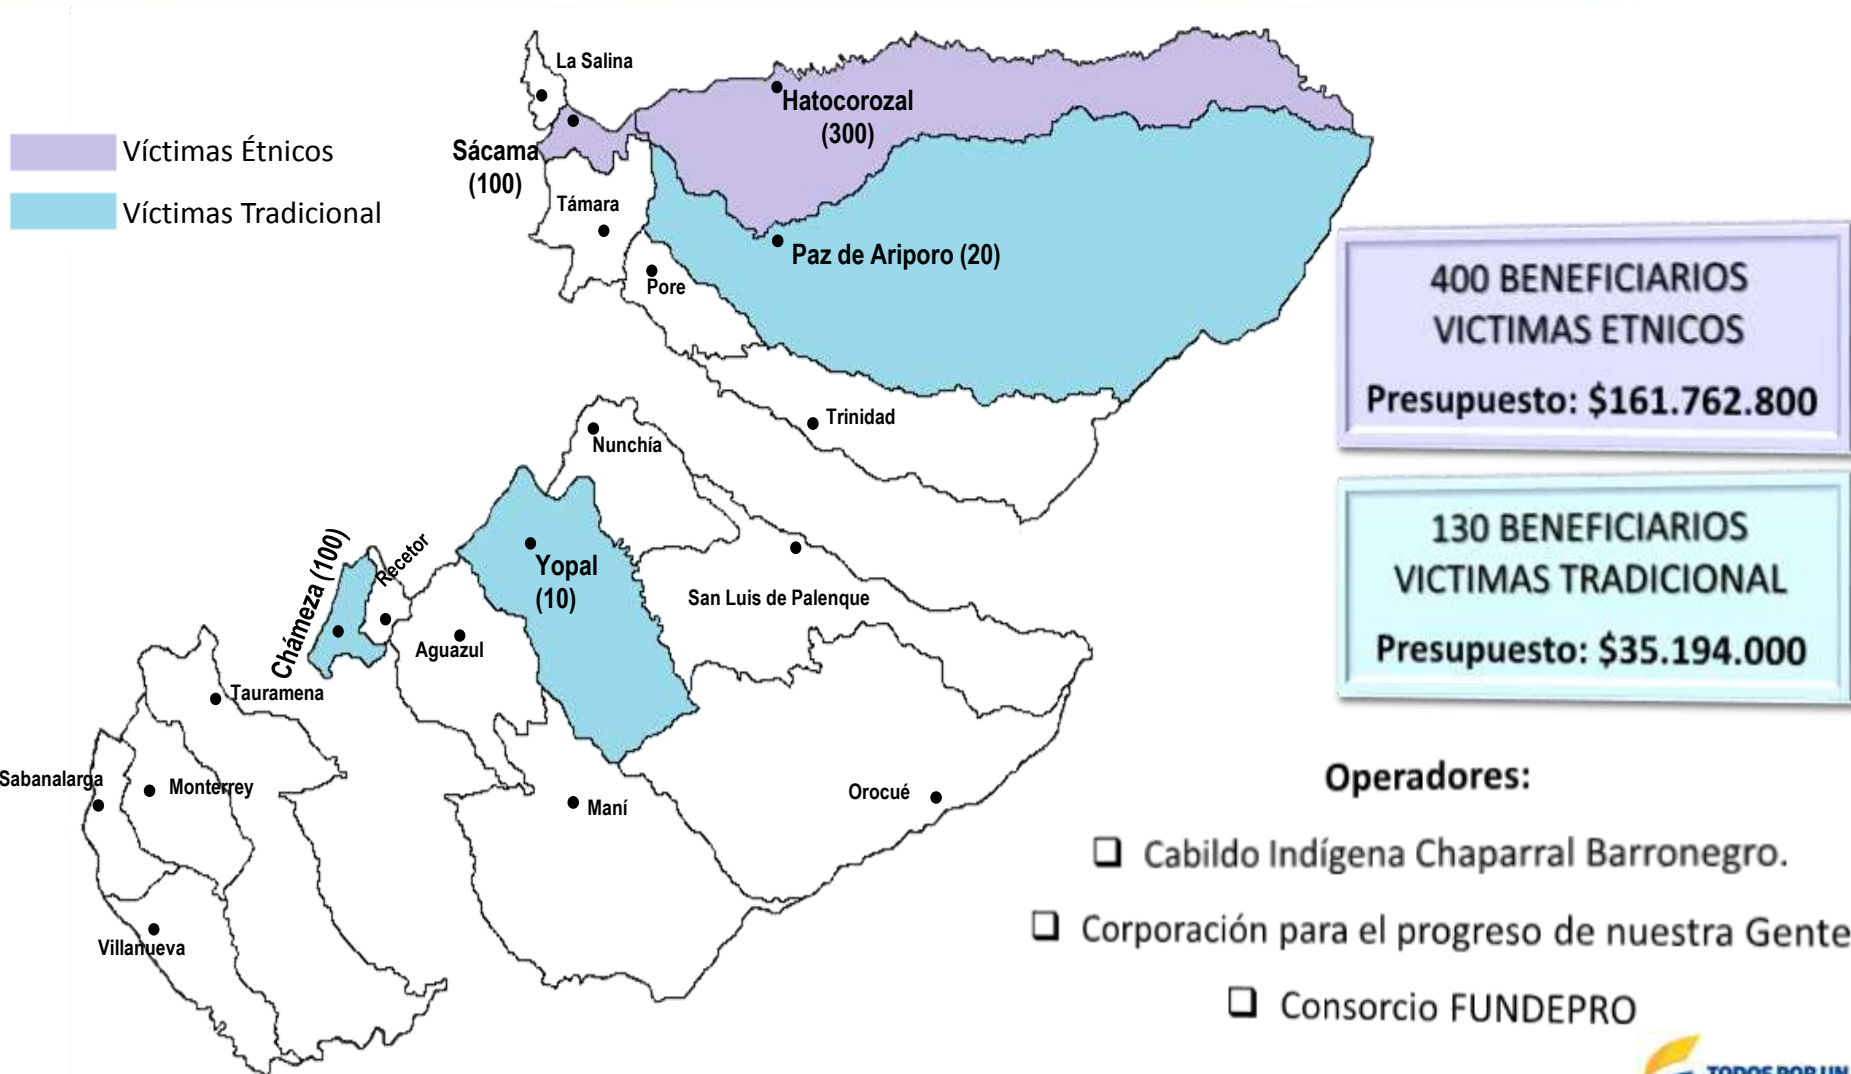 La Salina
Hatocorozal
(300)
Víctimas Étnicos
Sácama
(100)
Víctimas Tradicional
Támara
Paz de Ariporo (20)
Pore
400 BENEFICIARIOS
VICTIMAS ETNICOS
Presupuesto: $161.762.800
Trinidad
Nunchía
130 BENEFICIARIOS
VICTIMAS TRADICIONAL
Presupuesto: $35.194.000
Chámeza (100)
Recetor
Yopal
(10)
San Luis de Palenque
Aguazul
Tauramena
Sabanalarga
Monterrey
Maní
Orocué
Villanueva
Operadores:
❑ Cabildo Indígena Chaparral Barronegro.
❑ Corporación para el progreso de nuestra Gente
❑ Consorcio FUNDEPRO
TODOS POR UN